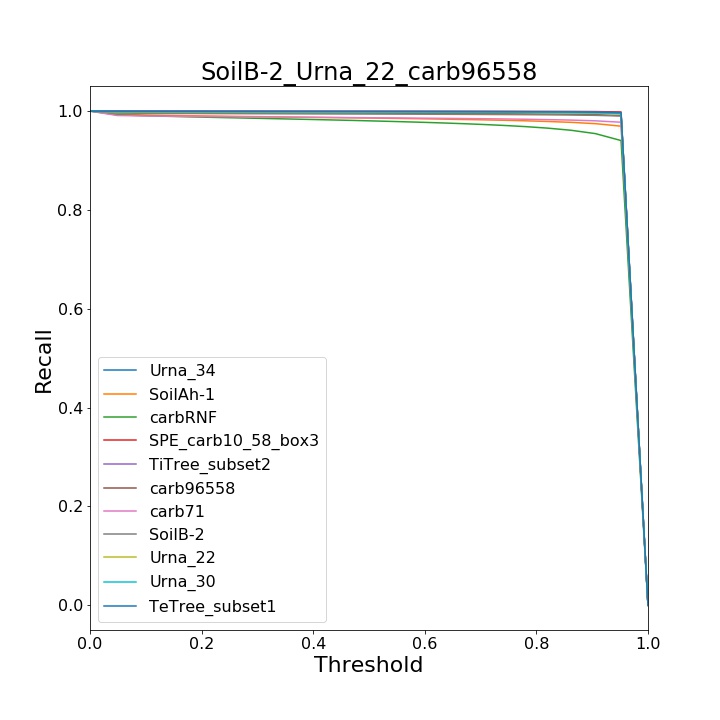 SoilB-2_Urna_22_carb96558
1.0
0.8
0.6
0.4
0.2
0.0
Recall
Urna_34
SoilAh-1
carbRNF
SPE_carb10_58_box3
TiTree_subset2
carb96558
carb71
SoilB-2
Urna_22
Urna_30
TeTree_subset1
0.0 0.2 0.4 0.6 0.8 1.0
Threshold